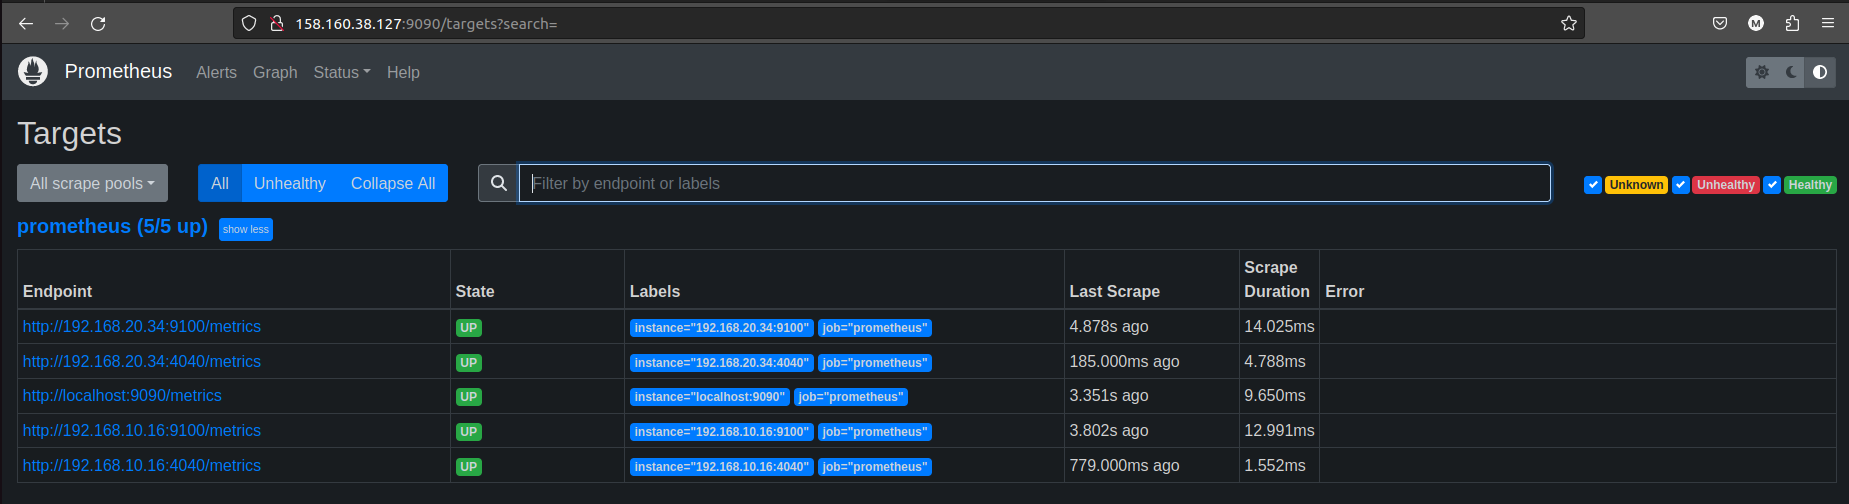 158.160.38.127:9090/targets?search=
M
Prometheus Alerts Graph Status Help
Targets
All scrape pools All Unhealthy Collapse All Filter by endpoint or labels Unknown Unhealthy Healthy
prometheus (5/5 up) show less
Endpoint State Labels Last Scrape Scrape Duration Error
http://192.168.20.34:9100/metrics UP instance="192.168.20.34:9100" job="prometheus" 4.878s ago 14.025ms
http://192.168.20.34:4040/metrics UP instance="192.168.20.34:4040" job="prometheus" 185.000ms ago 4.788ms
http://localhost:9090/metrics UP instance="localhost:9090" job="prometheus" 3.351s ago 9.650ms
http://192.168.10.16:9100/metrics UP instance="192.168.10.16:9100" job="prometheus" 3.802s ago 12.991ms
http://192.168.10.16:4040/metrics UP instance="192.168.10.16:4040" job="prometheus" 779.000ms ago 1.552ms